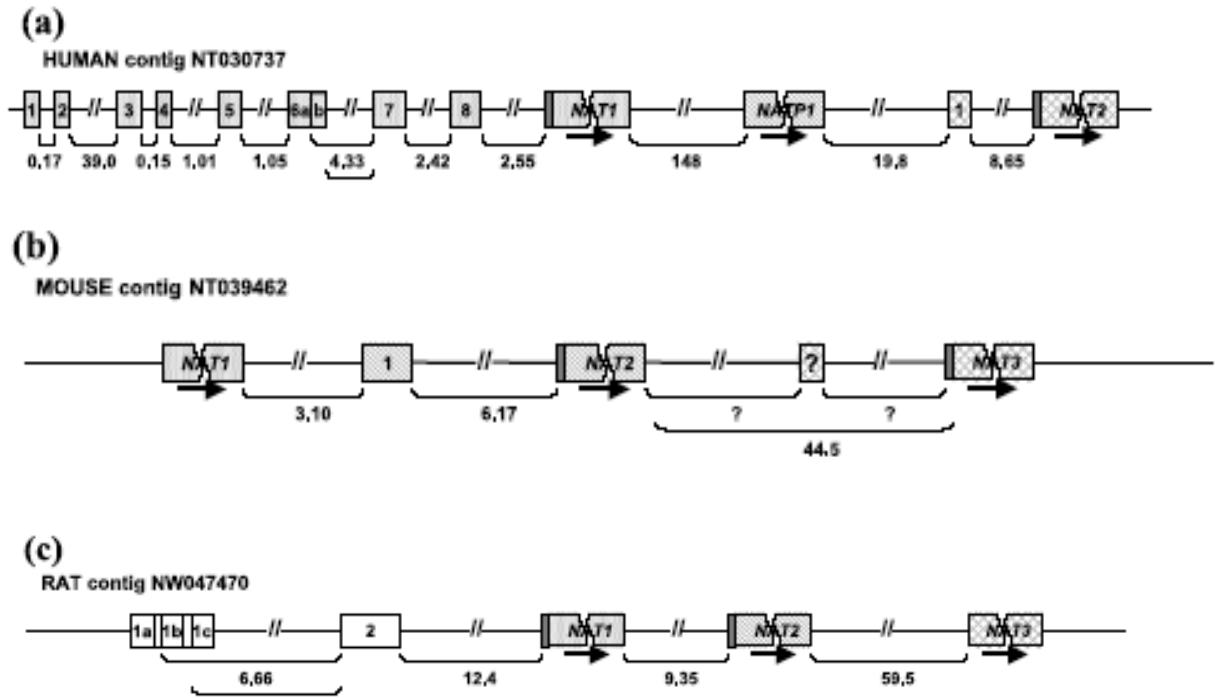 (a)
HUMAN contig NT030737
1 2 3 4 5 6a b 7 8 NAT1 NATP1 1 NAT2
0,17 39,0 0,15 1,01 1,05 4,33 2,42 2,55 148 19,8 8,65
(b)
MOUSE contig NT039462
NAT1 1 NAT2 ? NAT3
3,10 6,17 ? ?
44.5
(c)
RAT contig NW047470
1a 1b 1c 2 NAT1 NAT2 NAT3
6,66 12,4 9,35 59,5